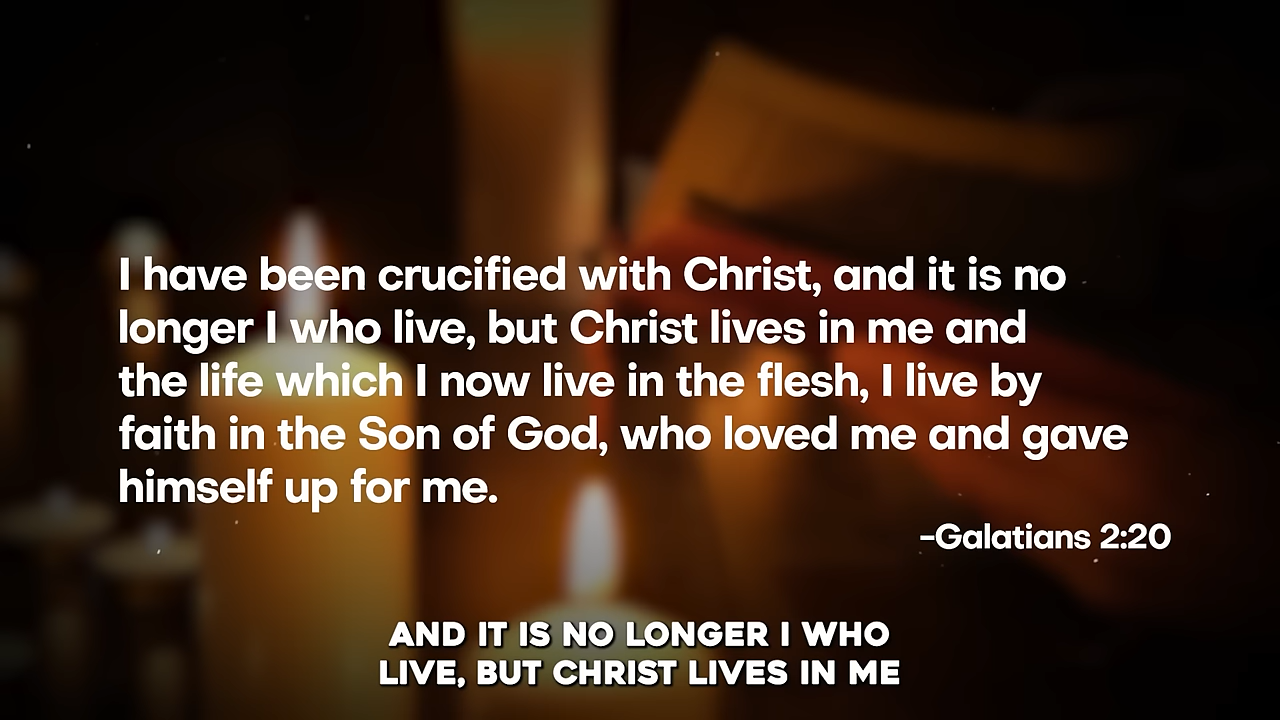 I have been crucified with Christ, and it is no
longer I who live, but Christ lives in me and
the life which I now live in the flesh, I live by
faith in the Son of God, who loved me and gave
himself up for me.
-Galatians 2:20
AND IT IS NO LONGER I WHO
LIVE, BUT CHRIST LIVES IN ME